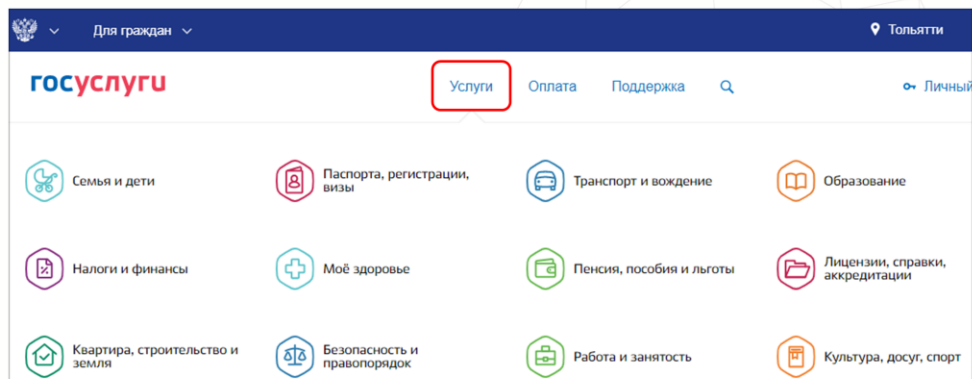 Для граждан
Тольятти
госуслуги
Услуги
Оплата
Поддержка
Личный
Семья и дети
Паспорта, регистрации,
визы
Транспорт и вождение
Образование
Налоги и финансы
Моё здоровье
Пенсия, пособия и льготы
Лицензии, справки,
аккредитации
Квартира, строительство и
земля
Безопасность и
правопорядок
Работа и занятость
Культура, досуг, спорт